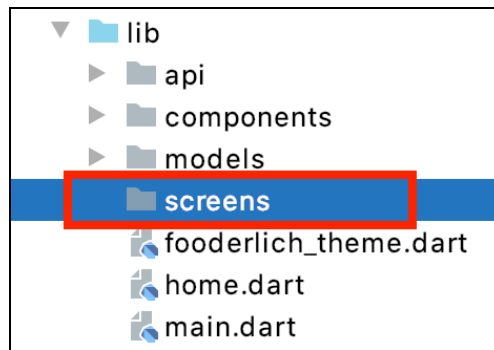 lib
api
components
models
screens
fooderlich_theme.dart
home.dart
main.dart